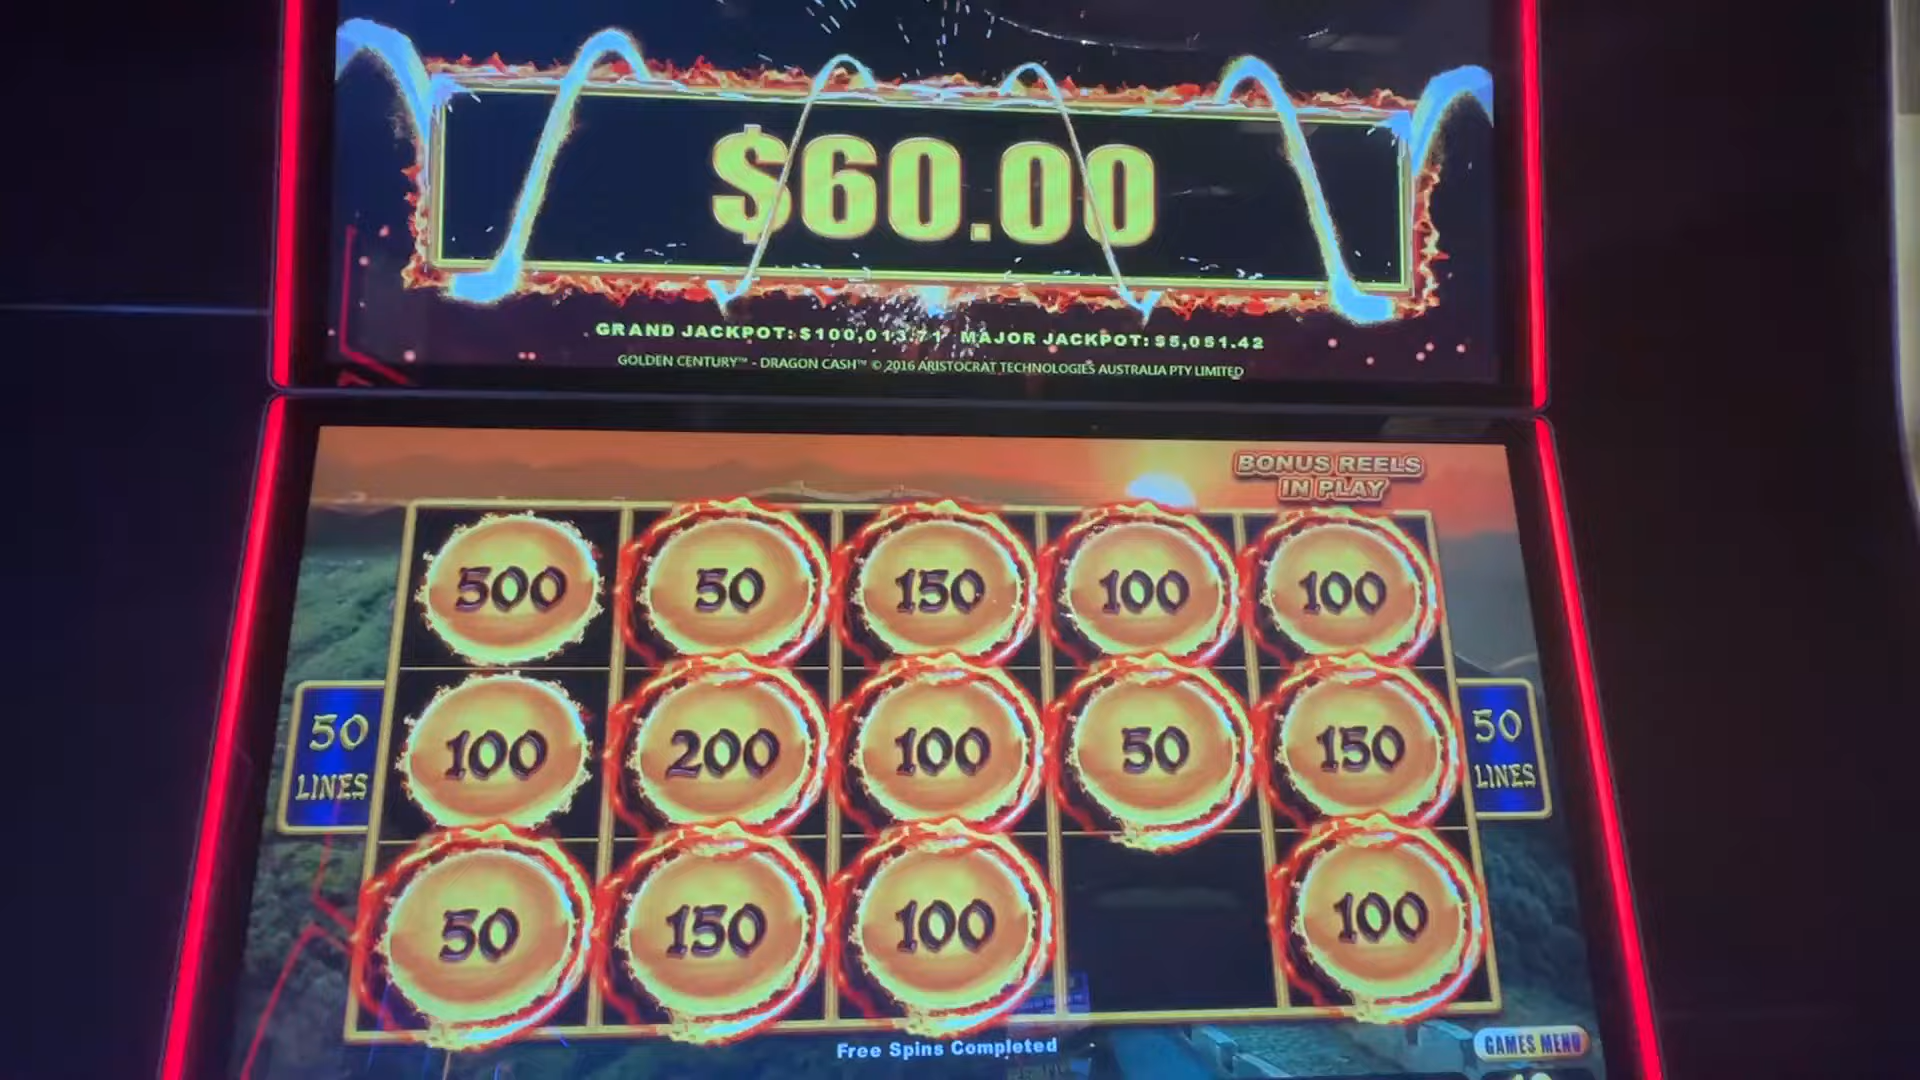 $60.00
GRAND JACKPOT: $100,013.71 MAJOR JACKPOT: $5,051.42
GOLDEN CENTURY™ - DRAGON CASH™ © 2016 ARISTOCRAT TECHNOLOGIES AUSTRALIA PTY LIMITED
BONUS REELS
IN PLAY
500 50 150 100 100
50
LINES
100 200 100 50 150
50
LINES
50 150 100 100
Free Spins Completed
GAMES MENU